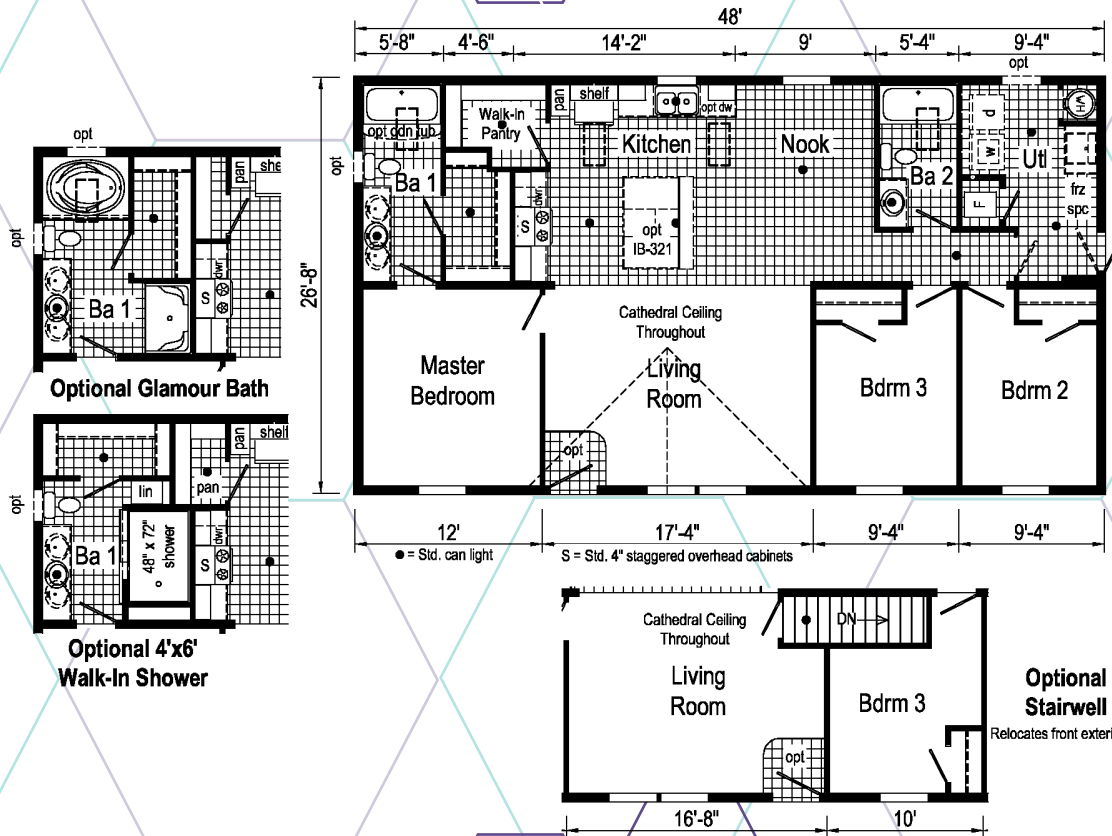 48'
5'-8" 4'-6" 14'-2" 9' 5'-4" 9'-4"
opt
26'-8"
opt
opt ddn tub
Ba 1
Walk-In
Pantry
pan
shelf
opt dw
Kitchen
Nook
dwr
S
opt
IB-321
Ba 2
d
w
F
Utl
WH
frz
spc
Master
Bedroom
Cathedral Ceiling
Throughout
Living
Room
opt
Bdrm 3
Bdrm 2
12' 17'-4" 9'-4" 9'-4"
● = Std. can light
S = Std. 4" staggered overhead cabinets
opt
opt
pan
she
dwr
S
Ba 1
Optional Glamour Bath
opt
pan
shelf
lin
pan
Ba 1
48" x 72"
shower
dwr
S
Optional 4'x6'
Walk-In Shower
Cathedral Ceiling
Throughout
DN
Living
Room
Bdrm 3
opt
16'-8" 10'
Optional
Stairwell
Relocates front exteri